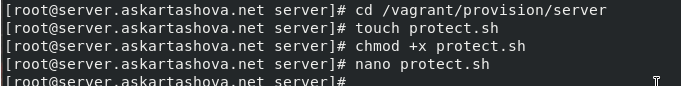 [root@server.askartashova.net server]# cd /vagrant/provision/server
[root@server.askartashova.net server]# touch protect.sh
[root@server.askartashova.net server]# chmod +x protect.sh
[root@server.askartashova.net server]# nano protect.sh
[root@server.askartashova.net server]#